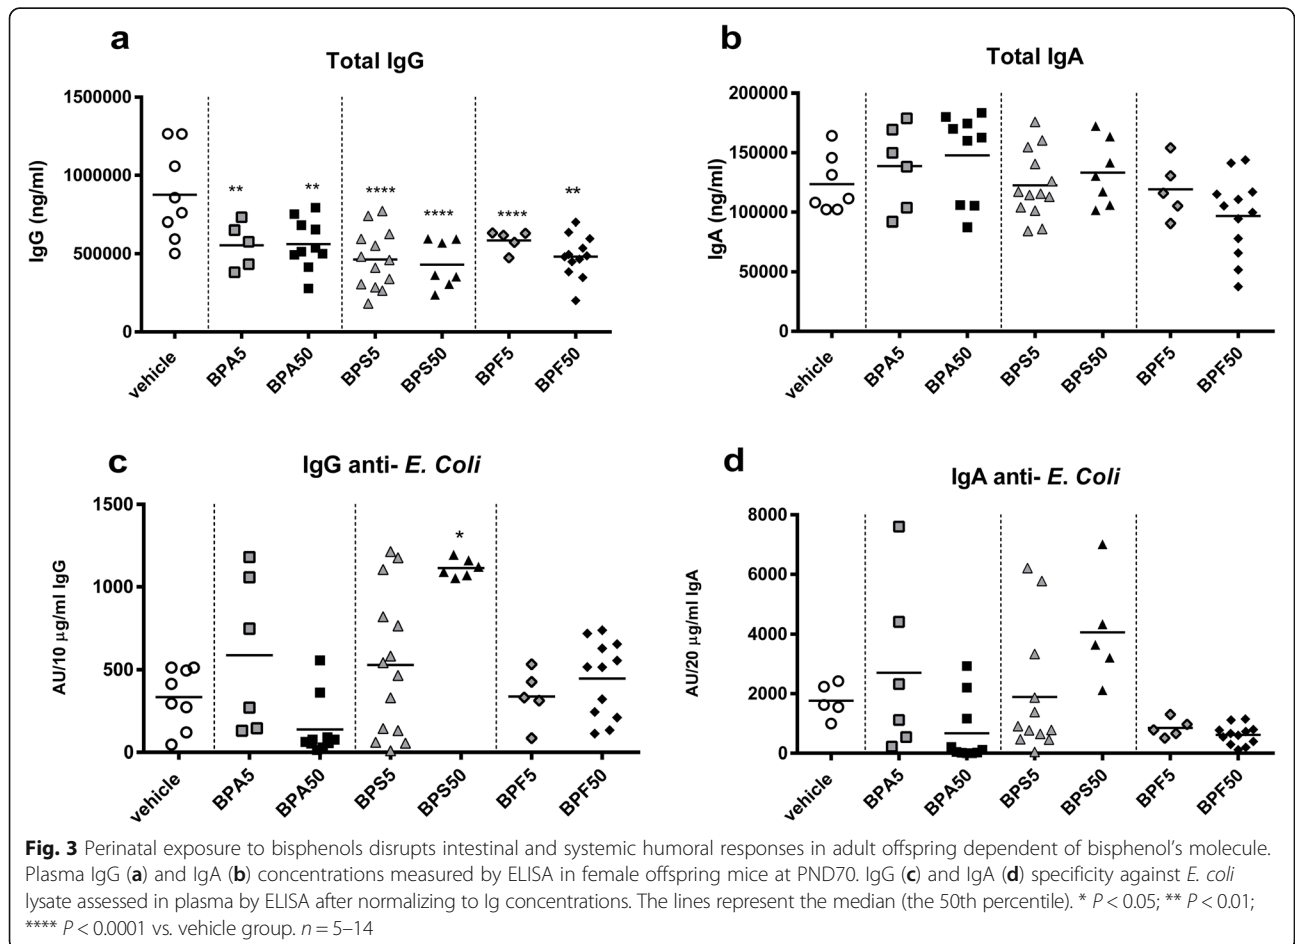 a
Total IgG
IgG (ng/ml)
1500000
1000000
500000
0
**
**
****
****
****
**
vehicle
BPA5
BPA50
BPS5
BPS50
BPF5
BPF50
b
Total IgA
IgA (ng/ml)
200000
150000
100000
50000
0
vehicle
BPA5
BPA50
BPS5
BPS50
BPF5
BPF50
c
IgG anti- E. Coli
AU/10 µg/ml IgG
1500
1000
500
0
*
vehicle
BPA5
BPA50
BPS5
BPS50
BPF5
BPF50
d
IgA anti- E. Coli
AU/20 µg/ml IgA
8000
6000
4000
2000
0
vehicle
BPA5
BPA50
BPS5
BPS50
BPF5
BPF50
Fig. 3 Perinatal exposure to bisphenols disrupts intestinal and systemic humoral responses in adult offspring dependent of bisphenol's molecule.
Plasma IgG (a) and IgA (b) concentrations measured by ELISA in female offspring mice at PND70. IgG (c) and IgA (d) specificity against E. coli
lysate assessed in plasma by ELISA after normalizing to Ig concentrations. The lines represent the median (the 50th percentile). * P < 0.05; ** P < 0.01;
**** P < 0.0001 vs. vehicle group. n = 5–14